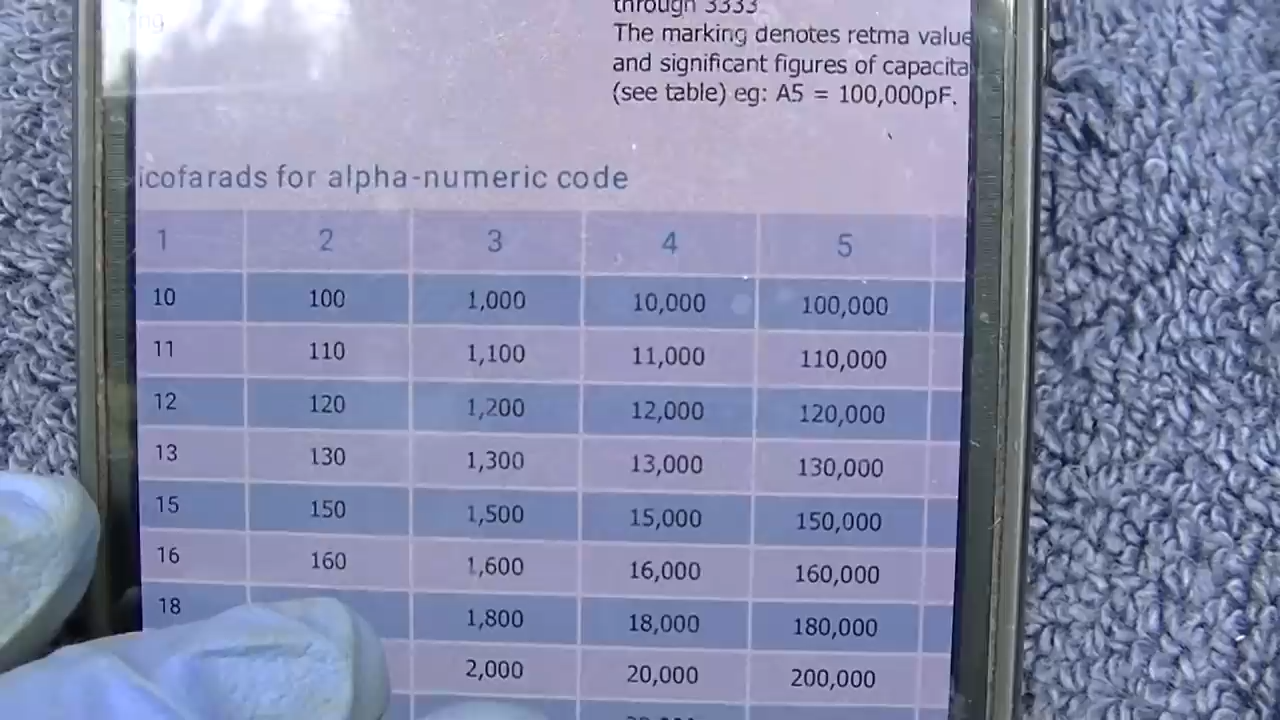 through 3333
The marking denotes retma value
and significant figures of capacita
(see table) eg: A5 = 100,000pF.
icofarads for alpha-numeric code
1 2 3 4 5
10 100 1,000 10,000 100,000
11 110 1,100 11,000 110,000
12 120 1,200 12,000 120,000
13 130 1,300 13,000 130,000
15 150 1,500 15,000 150,000
16 160 1,600 16,000 160,000
18 1,800 18,000 180,000
2,000 20,000 200,000